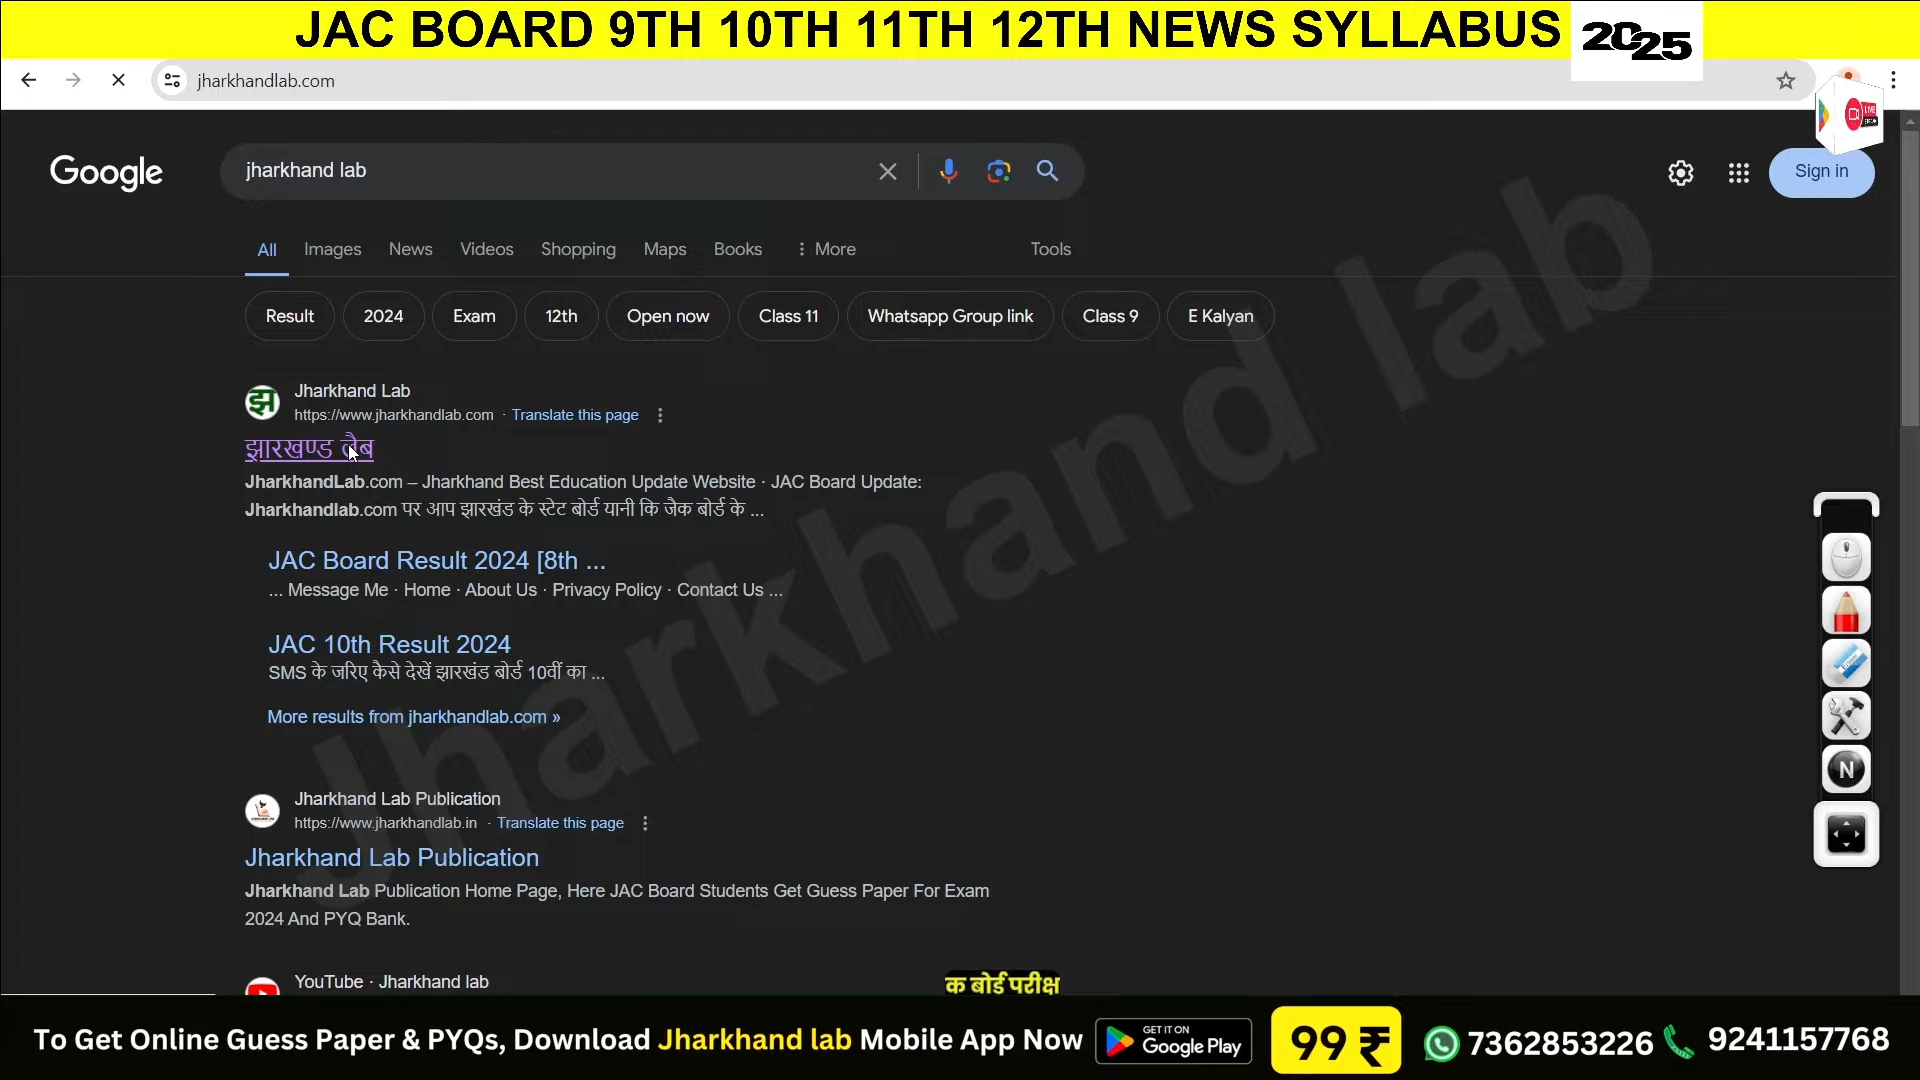 JAC BOARD 9TH 10TH 11TH 12TH NEWS SYLLABUS 2025
jharkhandlab.com
LIVE
Google
jharkhand lab
Sign in
All Images News Videos Shopping Maps Books More Tools
Result 2024 Exam 12th Open now Class 11 Whatsapp Group link Class 9 E Kalyan
झ
Jharkhand Lab
https://www.jharkhandlab.com · Translate this page
झारखण्ड लैब
JharkhandLab.com – Jharkhand Best Education Update Website · JAC Board Update:
Jharkhandlab.com पर आप झारखंड के स्टेट बोर्ड यानी कि जैक बोर्ड के ...
JAC Board Result 2024 [8th ...
... Message Me · Home · About Us · Privacy Policy · Contact Us ...
JAC 10th Result 2024
SMS के जरिए कैसे देखें झारखंड बोर्ड 10वीं का ...
More results from jharkhandlab.com »
Jharkhand lab
N
Jharkhand Lab Publication
https://www.jharkhandlab.in · Translate this page
Jharkhand Lab Publication
Jharkhand Lab Publication Home Page, Here JAC Board Students Get Guess Paper For Exam
2024 And PYQ Bank.
YouTube · Jharkhand lab
क बोर्ड परीक्ष
To Get Online Guess Paper & PYQs, Download Jharkhand lab Mobile App Now
GET IT ON
Google Play
99 ₹
7362853226
9241157768